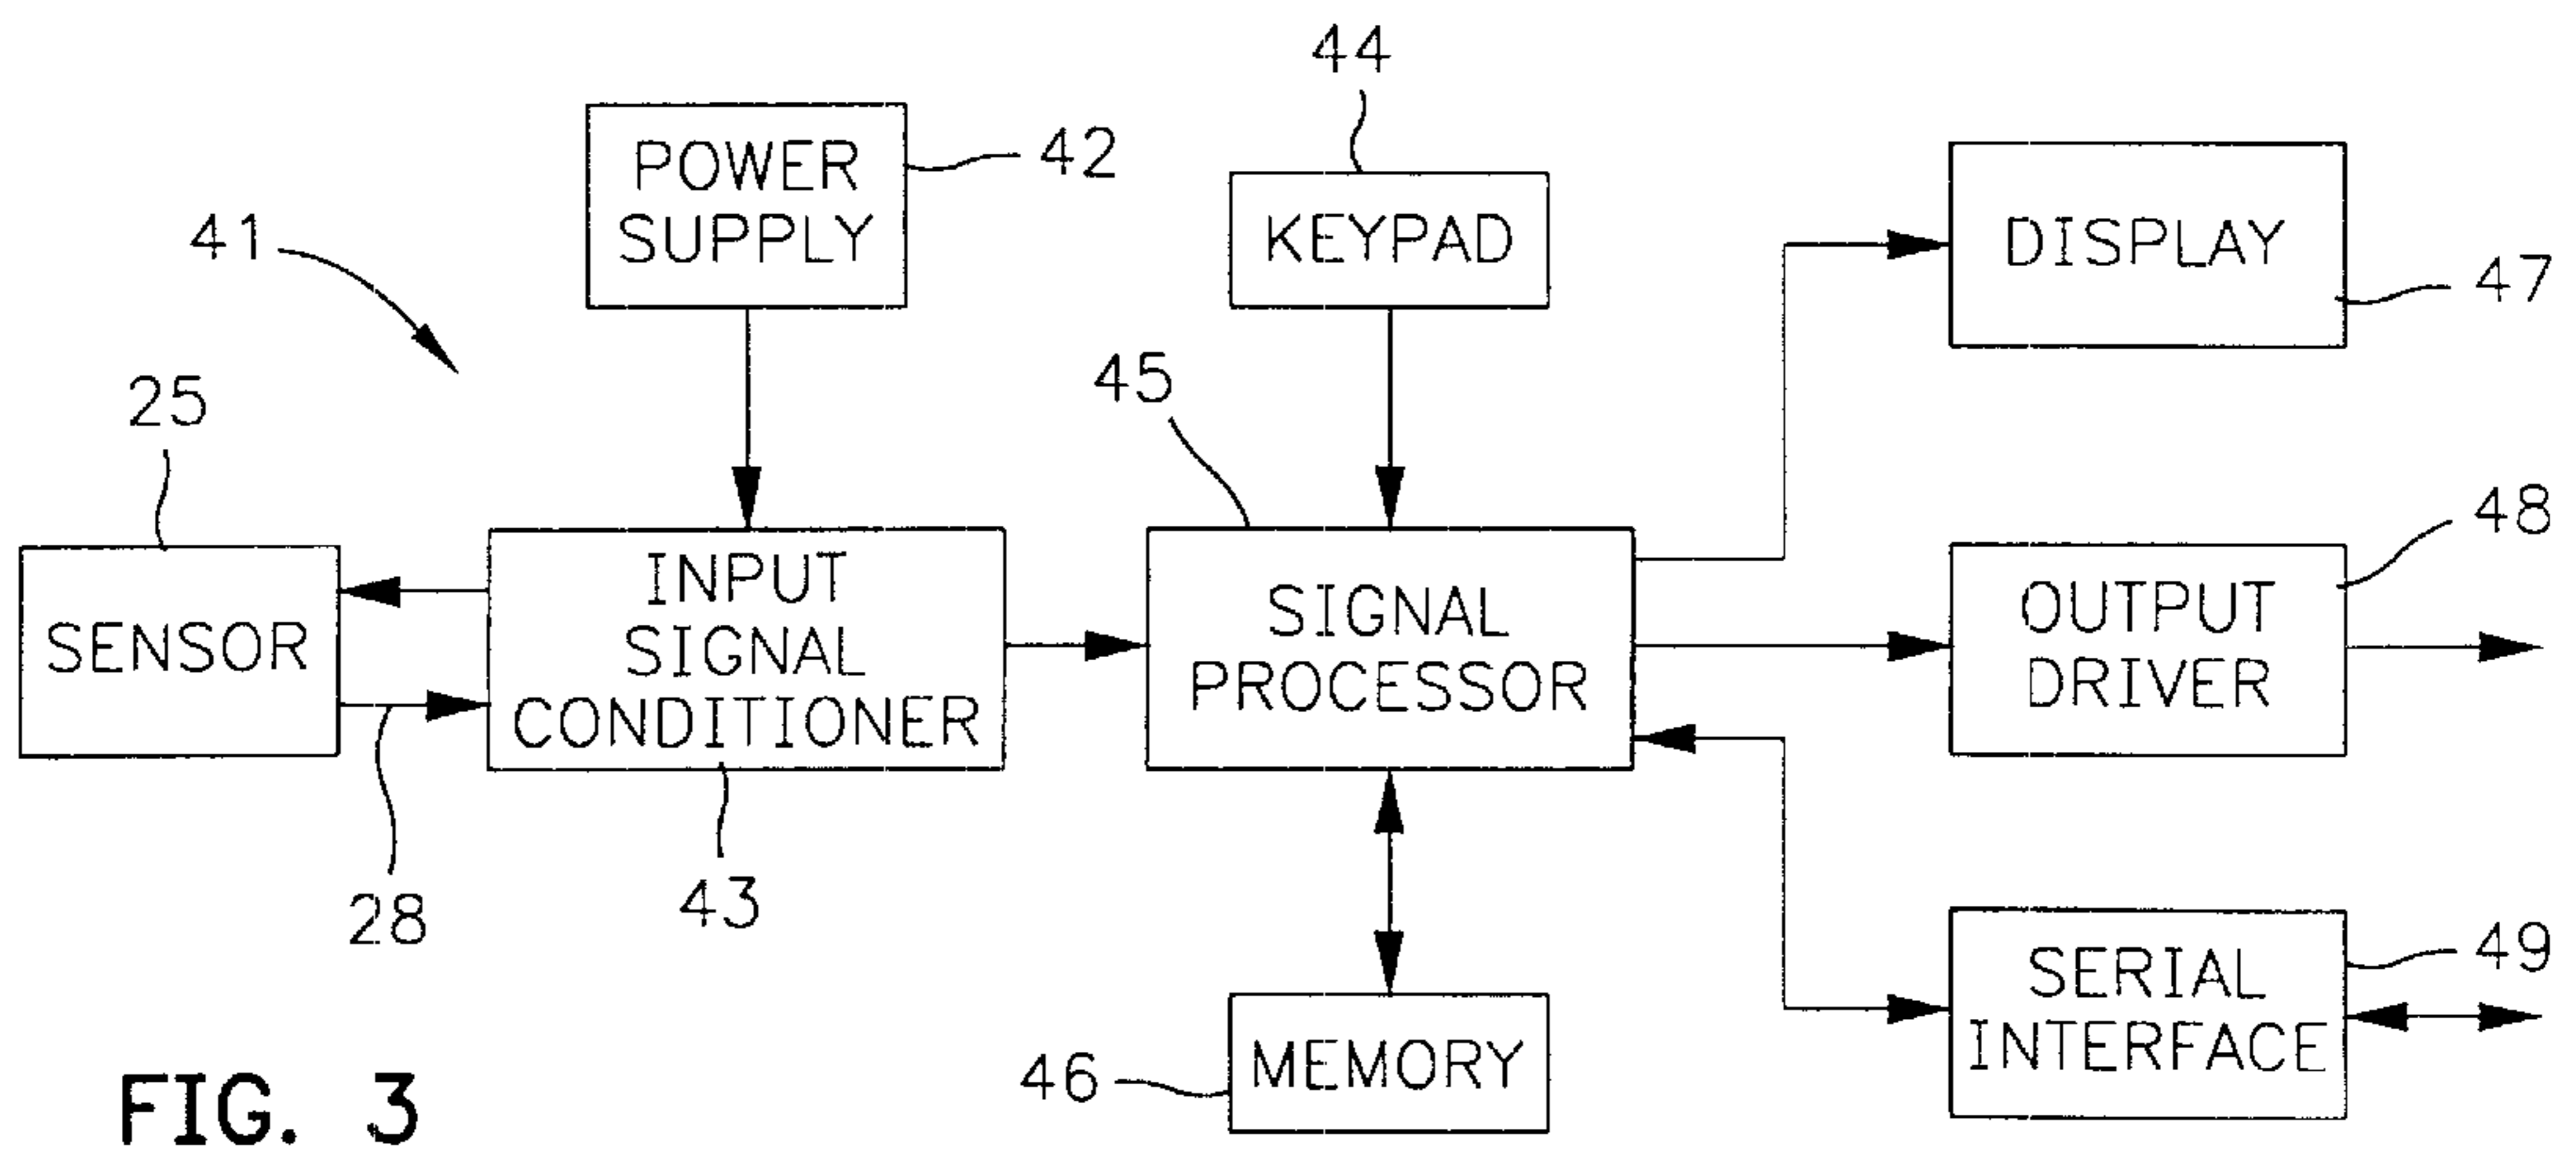 44
POWER
SUPPLY
42
KEYPAD
DISPLAY
47
41
25
45
SENSOR
INPUT
SIGNAL
CONDITIONER
SIGNAL
PROCESSOR
OUTPUT
DRIVER
48
28
43
46
MEMORY
SERIAL
INTERFACE
49
FIG. 3